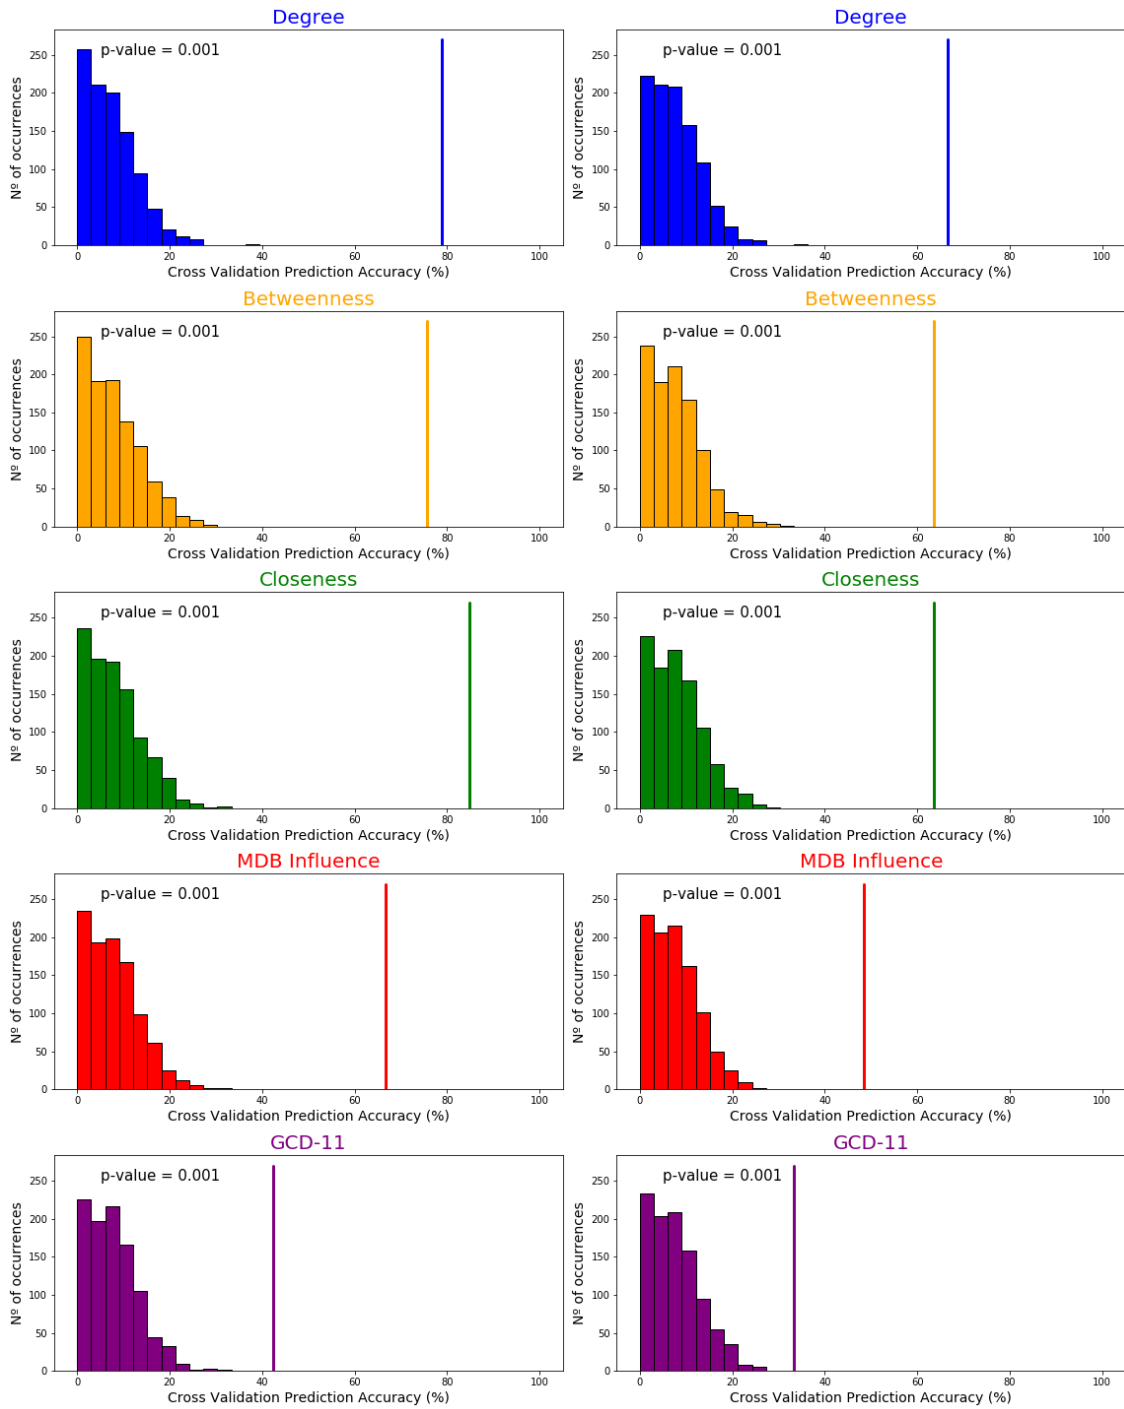 Degree
p-value = 0.001
Nº of occurrences
250
200
150
100
50
0
0 20 40 60 80 100
Cross Validation Prediction Accuracy (%)
Degree
p-value = 0.001
Nº of occurrences
250
200
150
100
50
0
0 20 40 60 80 100
Cross Validation Prediction Accuracy (%)
Betweenness
p-value = 0.001
Nº of occurrences
250
200
150
100
50
0
0 20 40 60 80 100
Cross Validation Prediction Accuracy (%)
Betweenness
p-value = 0.001
Nº of occurrences
250
200
150
100
50
0
0 20 40 60 80 100
Cross Validation Prediction Accuracy (%)
Closeness
p-value = 0.001
Nº of occurrences
250
200
150
100
50
0
0 20 40 60 80 100
Cross Validation Prediction Accuracy (%)
Closeness
p-value = 0.001
Nº of occurrences
250
200
150
100
50
0
0 20 40 60 80 100
Cross Validation Prediction Accuracy (%)
MDB Influence
p-value = 0.001
Nº of occurrences
250
200
150
100
50
0
0 20 40 60 80 100
Cross Validation Prediction Accuracy (%)
MDB Influence
p-value = 0.001
Nº of occurrences
250
200
150
100
50
0
0 20 40 60 80 100
Cross Validation Prediction Accuracy (%)
GCD-11
p-value = 0.001
Nº of occurrences
250
200
150
100
50
0
0 20 40 60 80 100
Cross Validation Prediction Accuracy (%)
GCD-11
p-value = 0.001
Nº of occurrences
250
200
150
100
50
0
0 20 40 60 80 100
Cross Validation Prediction Accuracy (%)